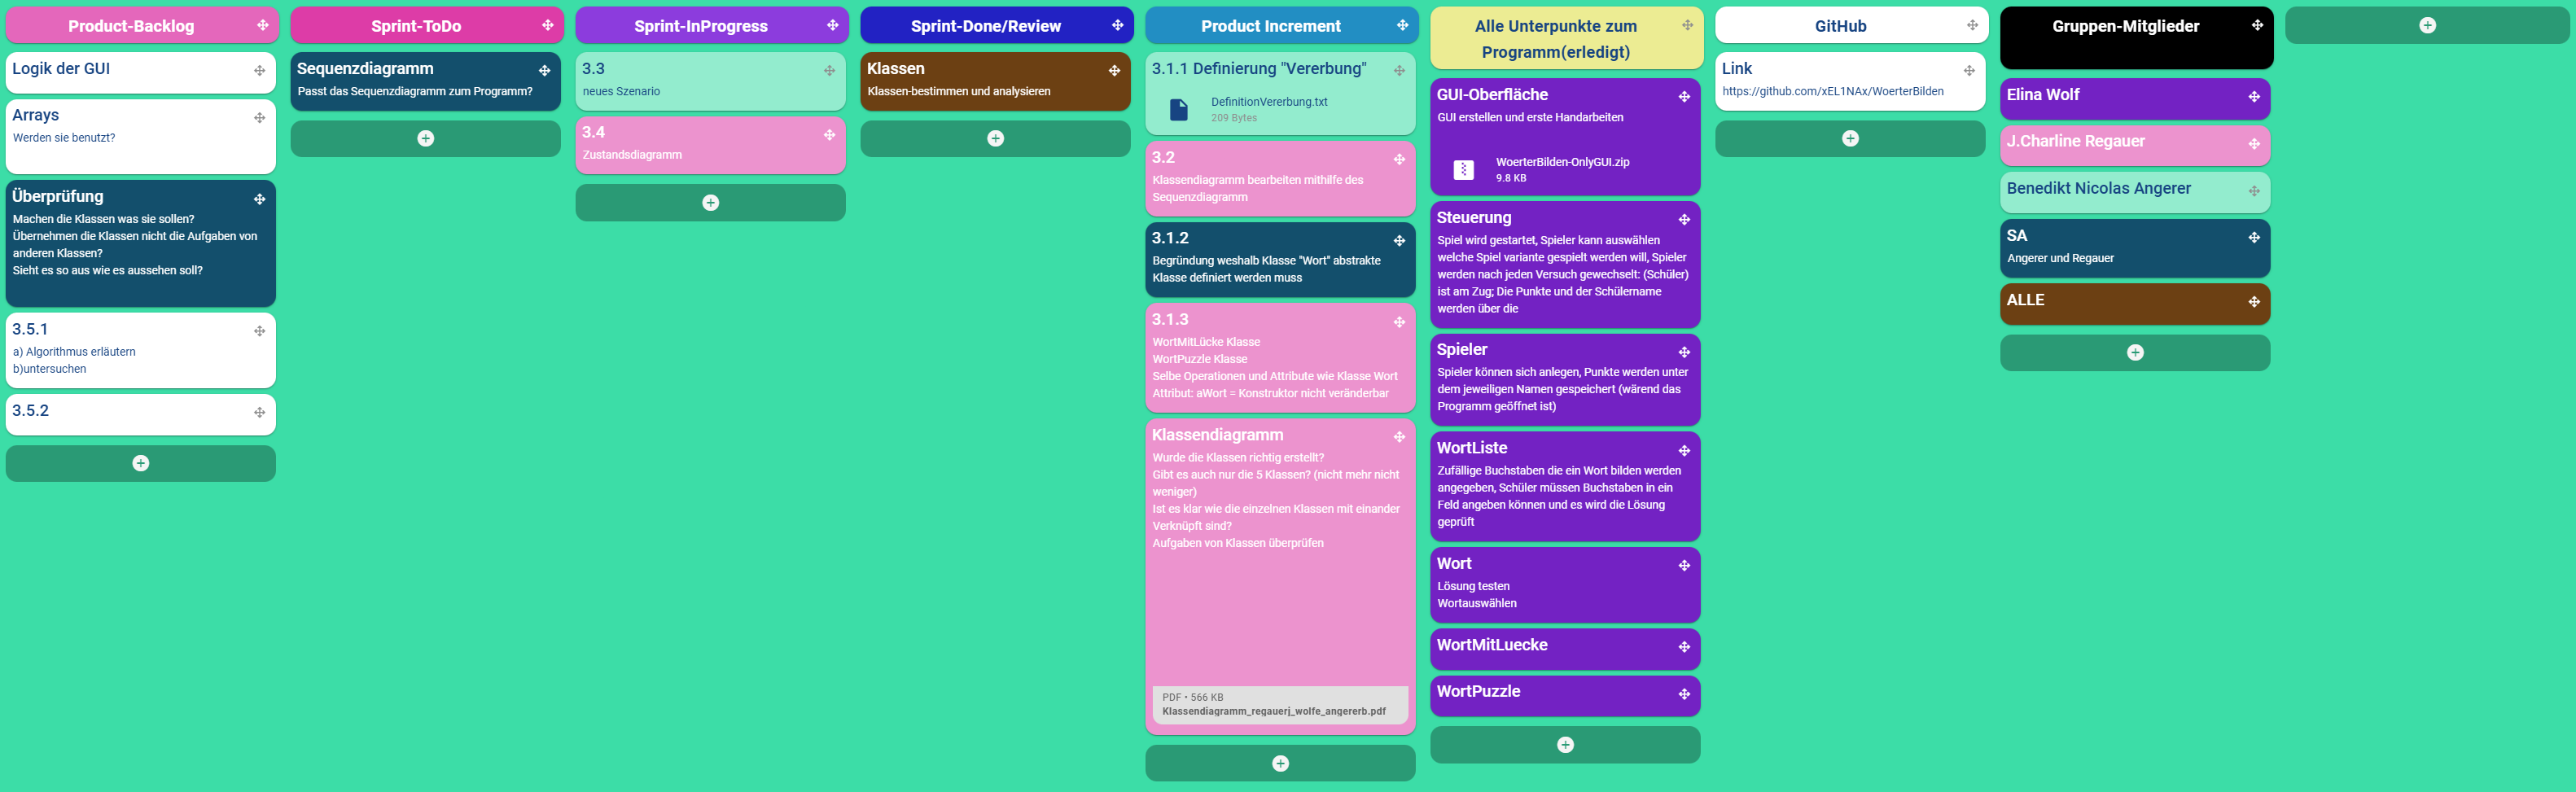 Product-Backlog
Logik der GUI
Arrays
Werden sie benutzt?
Überprüfung
Machen die Klassen was sie sollen?
Übernehmen die Klassen nicht die Aufgaben von
anderen Klassen?
Sieht es so aus wie es aussehen soll?
3.5.1
a) Algorithmus erläutern
b)untersuchen
3.5.2
Sprint-ToDo
Sequenzdiagramm
Passt das Sequenzdiagramm zum Programm?
Sprint-InProgress
3.3
neues Szenario
3.4
Zustandsdiagramm
Sprint-Done/Review
Klassen
Klassen-bestimmen und analysieren
Product Increment
3.1.1 Definierung "Vererbung"
DefinitionVererbung.txt
209 Bytes
3.2
Klassendiagramm bearbeiten mithilfe des
Sequenzdiagramm
3.1.2
Begründung weshalb Klasse "Wort" abstrakte
Klasse definiert werden muss
3.1.3
WortMitLücke Klasse
WortPuzzle Klasse
Selbe Operationen und Attribute wie Klasse Wort
Attribut: aWort = Konstruktor nicht veränderbar
Klassendiagramm
Wurde die Klassen richtig erstellt?
Gibt es auch nur die 5 Klassen? (nicht mehr nicht
weniger)
Ist es klar wie die einzelnen Klassen mit einander
Verknüpft sind?
Aufgaben von Klassen überprüfen
PDF • 566 KB
Klassendiagramm_regauerj_wolfe_angererb.pdf
Alle Unterpunkte zum
Programm(erledigt)
GUI-Oberfläche
GUI erstellen und erste Handarbeiten
WoerterBilden-OnlyGUI.zip
9.8 KB
Steuerung
Spiel wird gestartet, Spieler kann auswählen
welche Spiel variante gespielt werden will, Spieler
werden nach jeden Versuch gewechselt: (Schüler)
ist am Zug; Die Punkte und der Schülername
werden über die
Spieler
Spieler können sich anlegen, Punkte werden unter
dem jeweiligen Namen gespeichert (wärend das
Programm geöffnet ist)
WortListe
Zufällige Buchstaben die ein Wort bilden werden
angegeben, Schüler müssen Buchstaben in ein
Feld angeben können und es wird die Lösung
geprüft
Wort
Lösung testen
Wortauswählen
WortMitLuecke
WortPuzzle
GitHub
Link
https://github.com/xEL1NAx/WoerterBilden
Gruppen-Mitglieder
Elina Wolf
J.Charline Regauer
Benedikt Nicolas Angerer
SA
Angerer und Regauer
ALLE